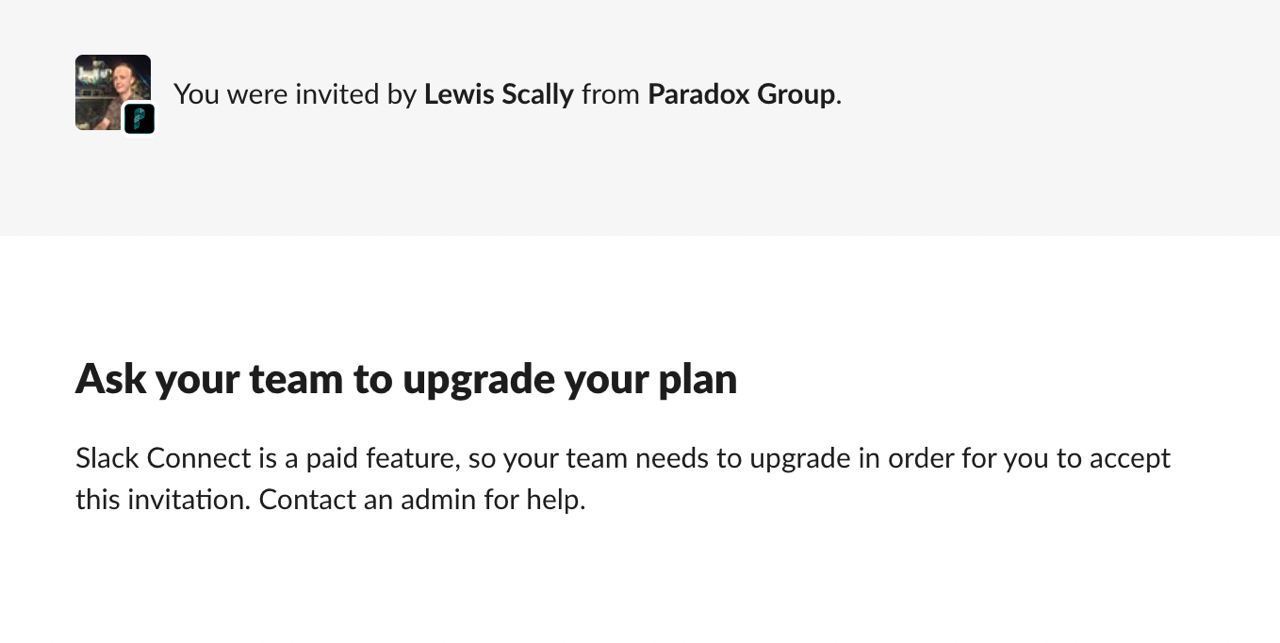 You were invited by Lewis Scally from Paradox Group.
Ask your team to upgrade your plan
Slack Connect is a paid feature, so your team needs to upgrade in order for you to accept
this invitation. Contact an admin for help.